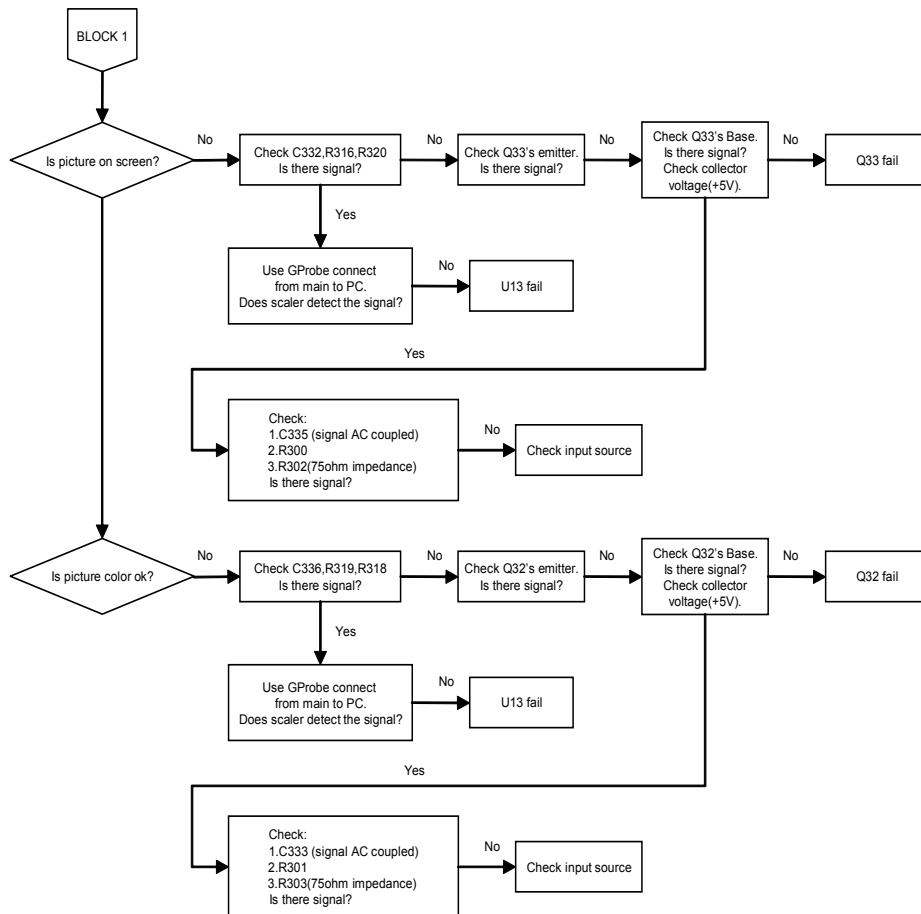 BLOCK 1
Is picture on screen?
No
Check C332,R316,R320
Is there signal?
No
Check Q33's emitter.
Is there signal?
No
Check Q33's Base.
Is there signal?
Check collector
voltage(+5V).
No
Q33 fail
Yes
Use GProbe connect
from main to PC.
Does scaler detect the signal?
No
U13 fail
Yes
Check:
1.C335 (signal AC coupled)
2.R300
3.R302(75ohm impedance)
Is there signal?
No
Check input source
Is picture color ok?
No
Check C336,R319,R318
Is there signal?
No
Check Q32's emitter.
Is there signal?
No
Check Q32's Base.
Is there signal?
Check collector
voltage(+5V).
No
Q32 fail
Yes
Use GProbe connect
from main to PC.
Does scaler detect the signal?
No
U13 fail
Yes
Check:
1.C333 (signal AC coupled)
2.R301
3.R303(75ohm impedance)
Is there signal?
No
Check input source